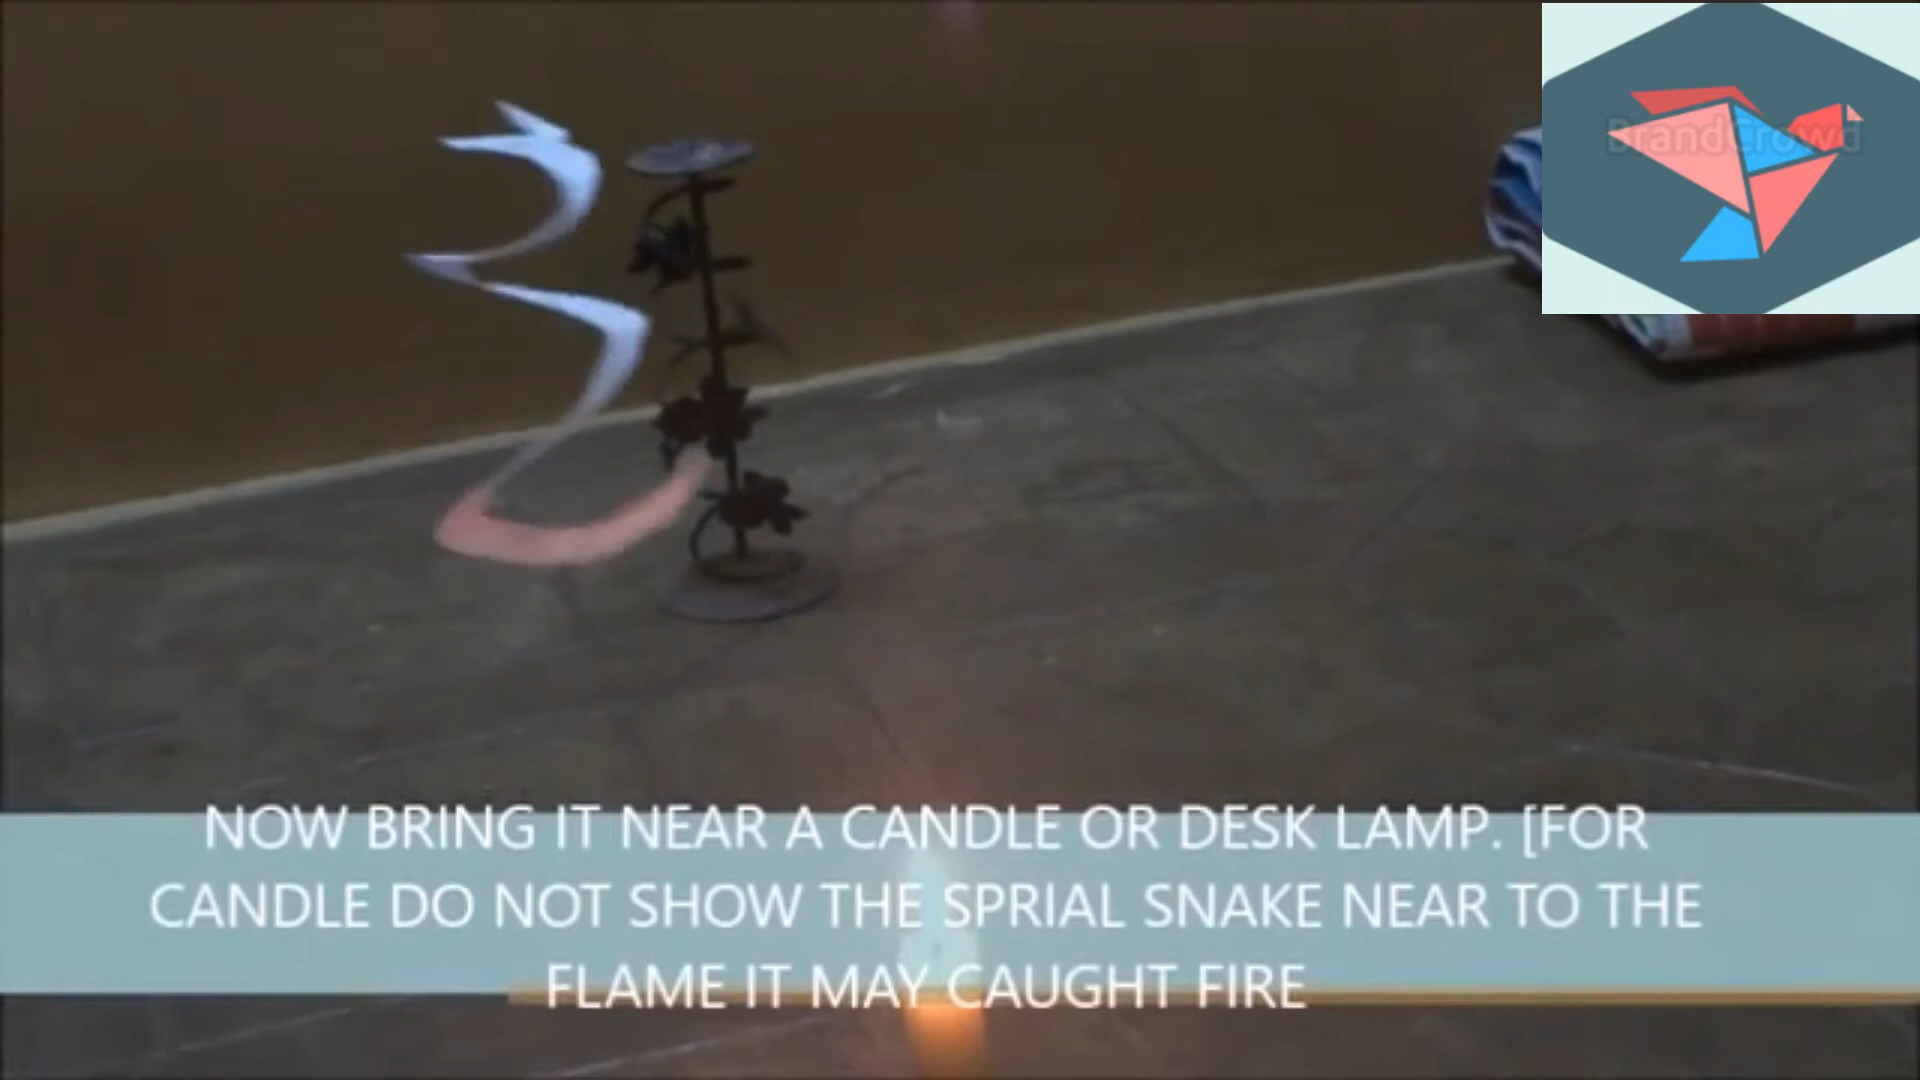 BrandCrowd
NOW BRING IT NEAR A CANDLE OR DESK LAMP. [FOR
CANDLE DO NOT SHOW THE SPRIAL SNAKE NEAR TO THE
FLAME IT MAY CAUGHT FIRE